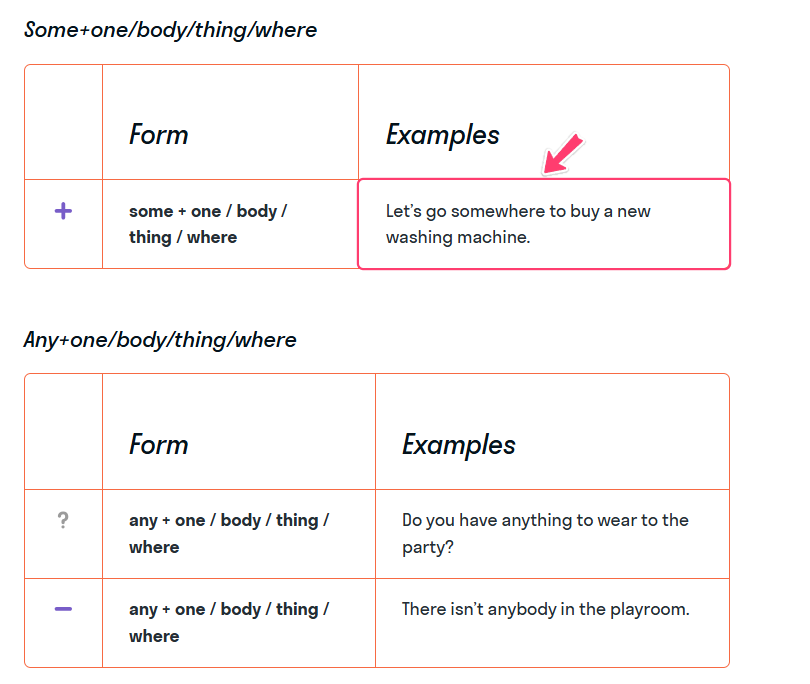 Some+one/body/thing/where
Form
Examples
+
some + one / body /
thing / where
Let’s go somewhere to buy a new
washing machine.
Any+one/body/thing/where
Form
Examples
?
any + one / body / thing /
where
Do you have anything to wear to the
party?
−
any + one / body / thing /
where
There isn’t anybody in the playroom.